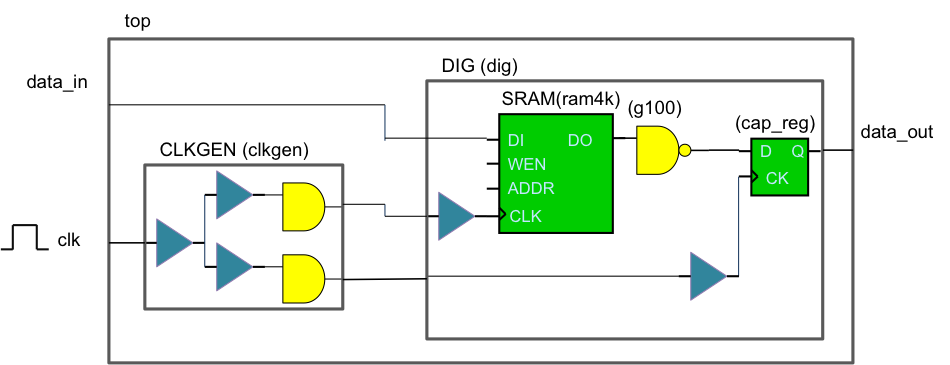 top
data_in
DIG (dig)
SRAM(ram4k)
(g100)
(cap_reg)
data_out
DI
DO
WEN
ADDR
CLK
D
Q
CK
CLKGEN (clkgen)
clk